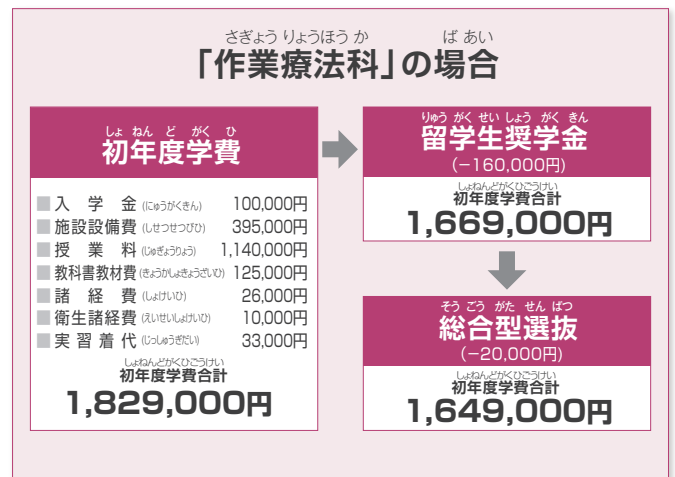 さぎょうりょうほうか ばあい
「作業療法科」の場合
しょねんどがくひ
初年度学費
■入学金(にゅうがくきん) 100,000円
■施設設備費(しせつせつびひ) 395,000円
■授業料(じゅぎょうりょう) 1,140,000円
■教科書教材費(きょうかしょきょうざいひ) 125,000円
■諸経費(しょけいひ) 26,000円
■衛生諸経費(えいせいしょけいひ) 10,000円
■実習着代(じっしゅうぎだい) 33,000円
しょねんどがくひごうけい
初年度学費合計
1,829,000円
りゅうがくせいしょうがくきん
留学生奨学金
(−160,000円)
しょねんどがくひごうけい
初年度学費合計
1,669,000円
そうごうがたせんばつ
総合型選抜
(−20,000円)
しょねんどがくひごうけい
初年度学費合計
1,649,000円